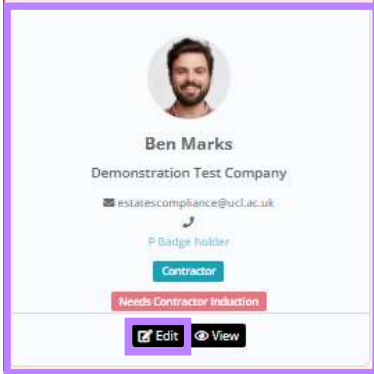 Ben Marks
Demonstration Test Company
estatescompliance@ucl.ac.uk
P Badge holder
Contractor
Needs Contractor Induction
Edit View